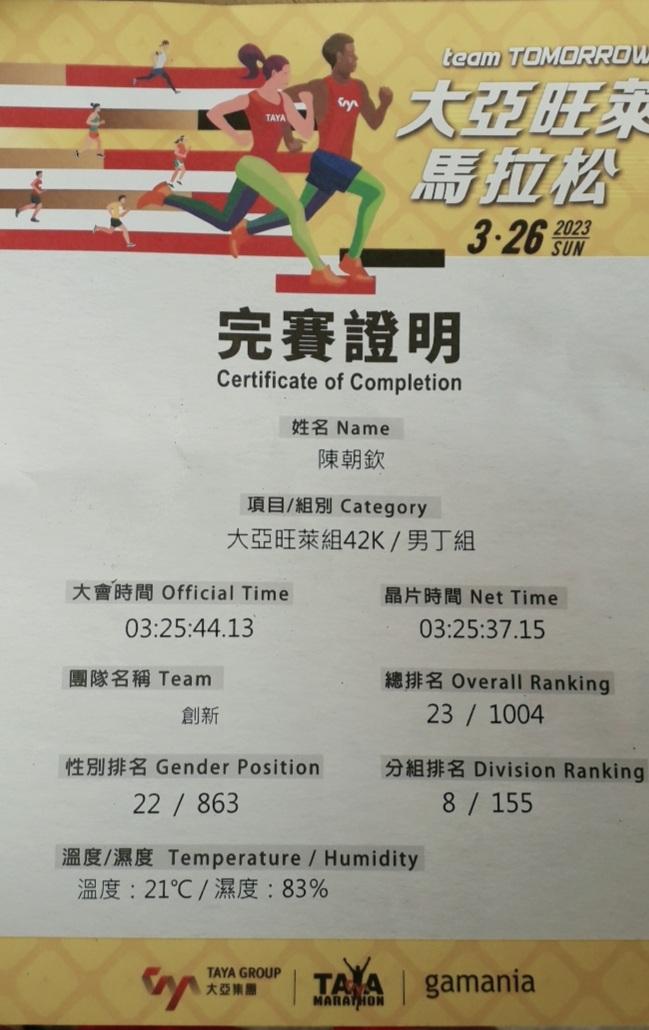 team TOMORROW
大亞旺萊
馬拉松
3·26 2023 SUN
TAYA
完賽證明
Certificate of Completion
姓名 Name
陳朝欽
項目/組別 Category
大亞旺萊組42K / 男丁組
大會時間 Official Time
晶片時間 Net Time
03:25:44.13
03:25:37.15
團隊名稱 Team
總排名 Overall Ranking
創新
23 / 1004
性別排名 Gender Position
分組排名 Division Ranking
22 / 863
8 / 155
溫度/濕度 Temperature / Humidity
溫度：21℃ / 濕度：83%
TAYA GROUP
大亞集團
TAYA
MARATHON
gamania